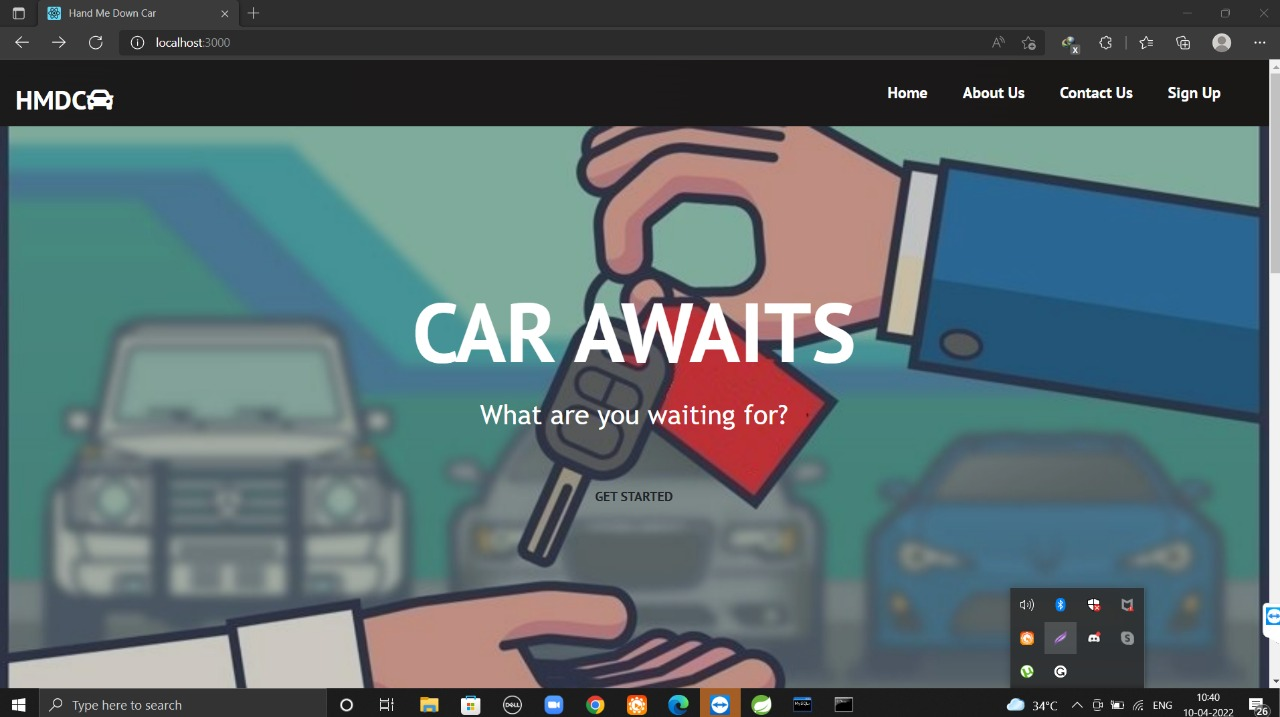 Hand Me Down Car
localhost:3000
HMDC
Home
About Us
Contact Us
Sign Up
CAR AWAITS
What are you waiting for?
GET STARTED
Type here to search
DELL
34°C
ENG
10:40
10-04-2022
26